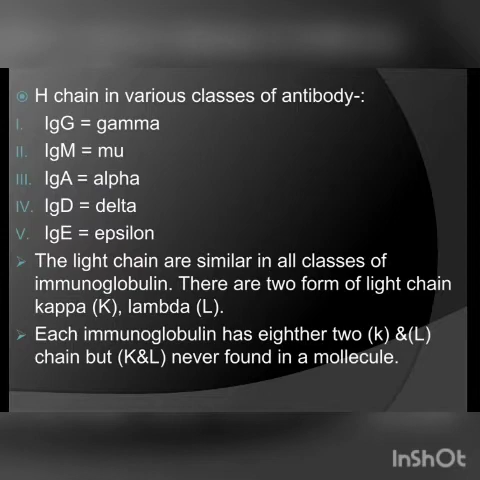 H chain in various classes of antibody-:
I. IgG = gamma
II. IgM = mu
III. IgA = alpha
IV. IgD = delta
V. IgE = epsilon
The light chain are similar in all classes of
immunoglobulin. There are two form of light chain
kappa (K), lambda (L).
Each immunoglobulin has eighther two (k) &(L)
chain but (K&L) never found in a mollecule.
InShOt